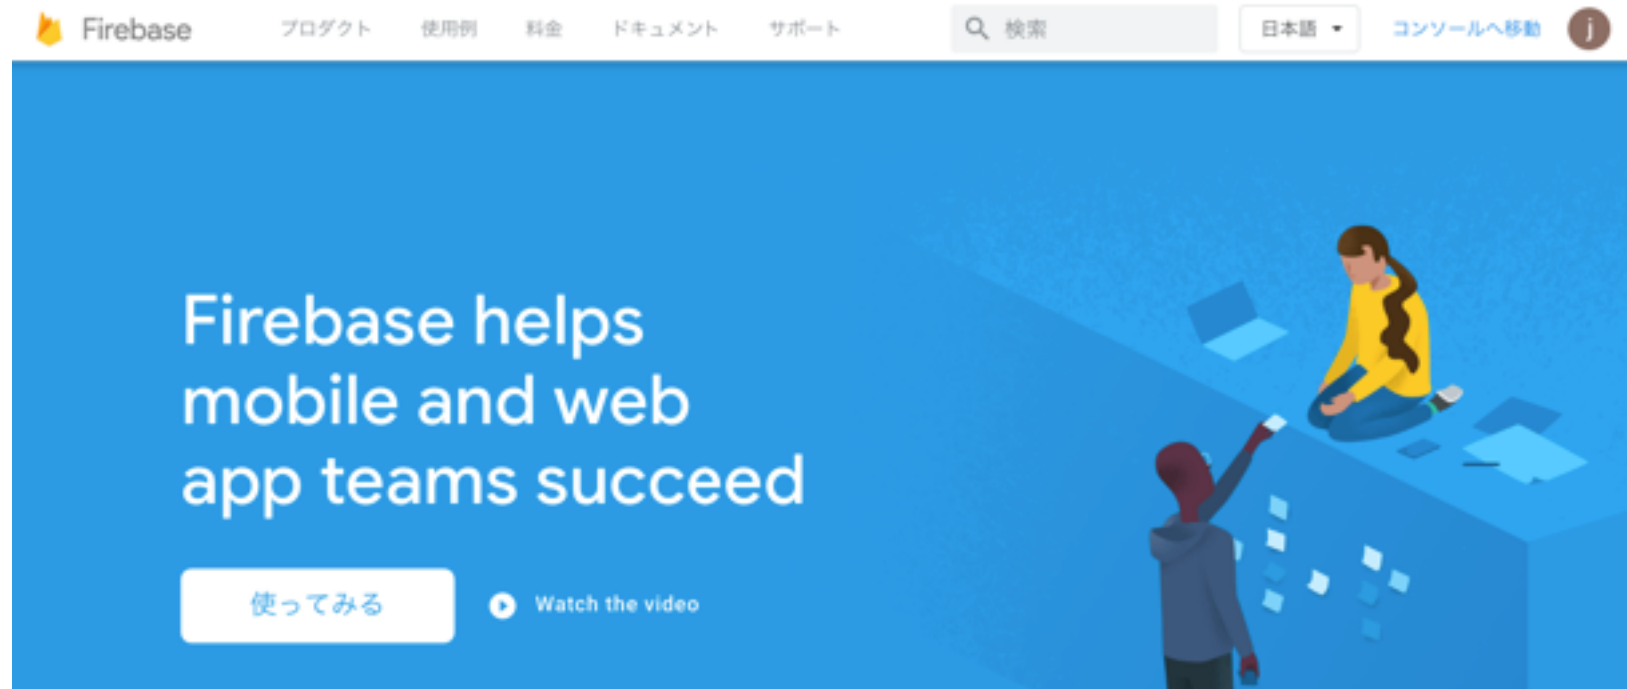 Firebase
プロダクト
使用例
料金
ドキュメント
サポート
検索
日本語
コンソールへ移動
j
Firebase helps
mobile and web
app teams succeed
使ってみる
Watch the video